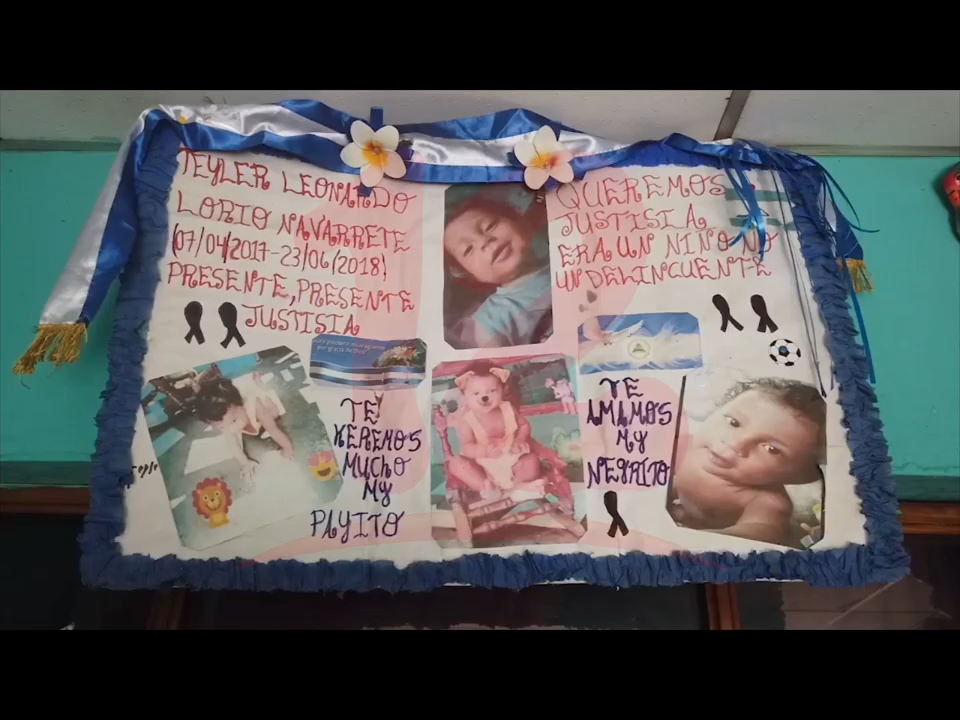 TEYLER LEONARDO
LORIO NAVARRETE
(07/04/2017-23/06/2018)
PRESENTE, PRESENTE
JUSTISIA
QUEREMOS
JUSTISIA
ERA UN NIÑO NO
UN DELINCUENTE
TE
KEREMOS
MUCHO
MY
PAYITO
TE
AMAMOS
MY
NEGRITO